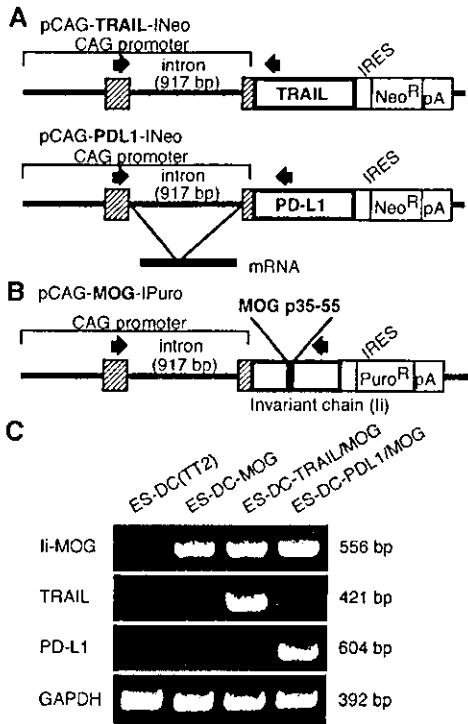 A
pCAG-TRAIL-INeo
CAG promoter
intron
(917 bp)
IRES
TRAIL
NeoR
pA
pCAG-PDL1-INeo
CAG promoter
intron
(917 bp)
IRES
PD-L1
NeoR
pA
mRNA
B
pCAG-MOG-IPuro
MOG p35-55
CAG promoter
intron
(917 bp)
IRES
PuroR
pA
Invariant chain (Ii)
C
ES-DC(TT2)
ES-DC-MOG
ES-DC-TRAIL/MOG
ES-DC-PDL1/MOG
Ii-MOG
556 bp
TRAIL
421 bp
PD-L1
604 bp
GAPDH
392 bp